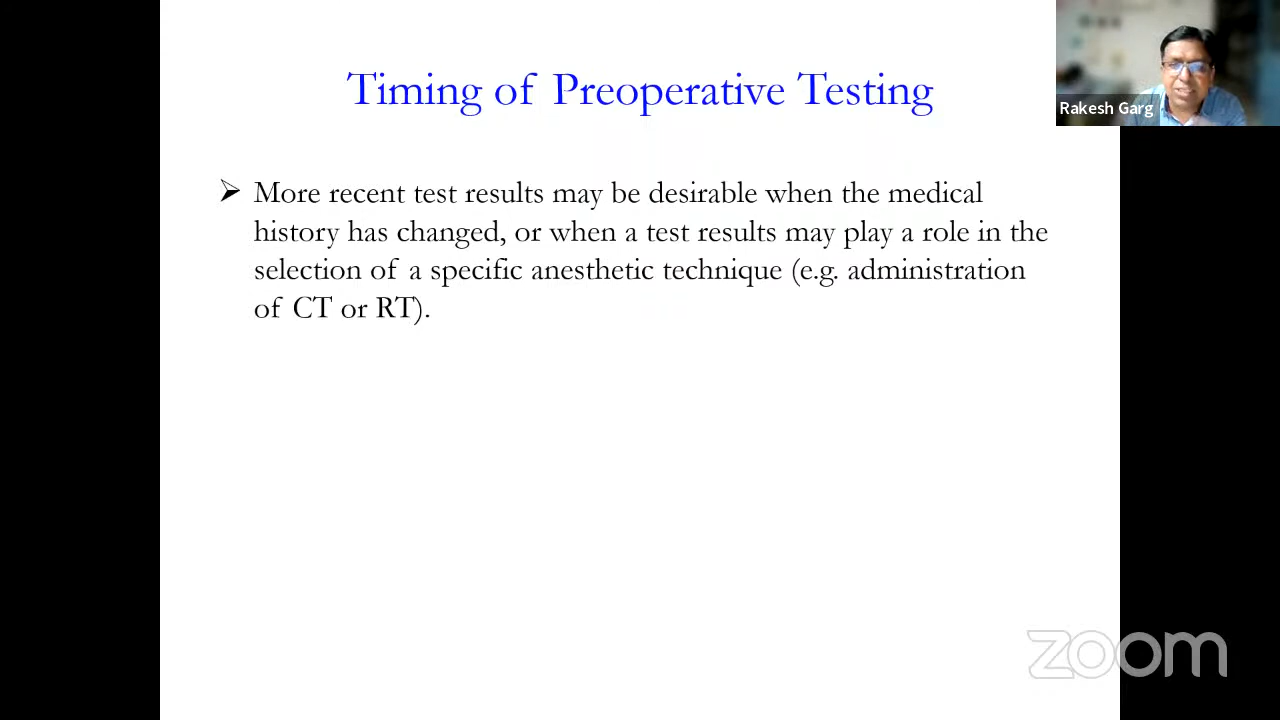 Timing of Preoperative Testing
Rakesh Garg
➢ More recent test results may be desirable when the medical
history has changed, or when a test results may play a role in the
selection of a specific anesthetic technique (e.g. administration
of CT or RT).
zoom